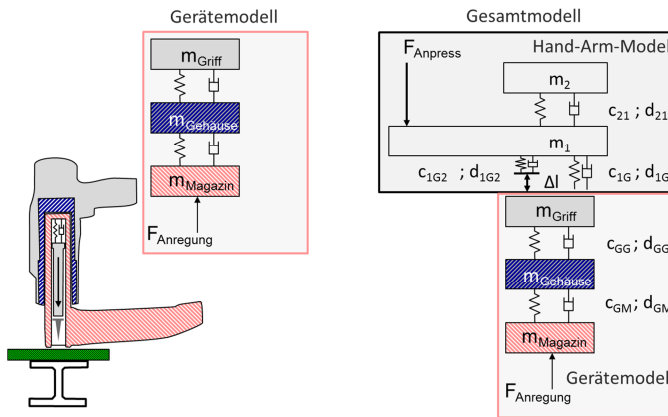 Gerätemodell
m_Griff
m_Gehäuse
m_Magazin
F_Anregung
Gesamtmodell
Hand-Arm-Model
F_Anpress
m_2
c_21 ; d_21
m_1
c_1G2 ; d_1G2
Δl
c_1G ; d_1G
m_Griff
c_GG ; d_GG
m_Gehäuse
c_GM ; d_GM
m_Magazin
F_Anregung
Gerätemodel